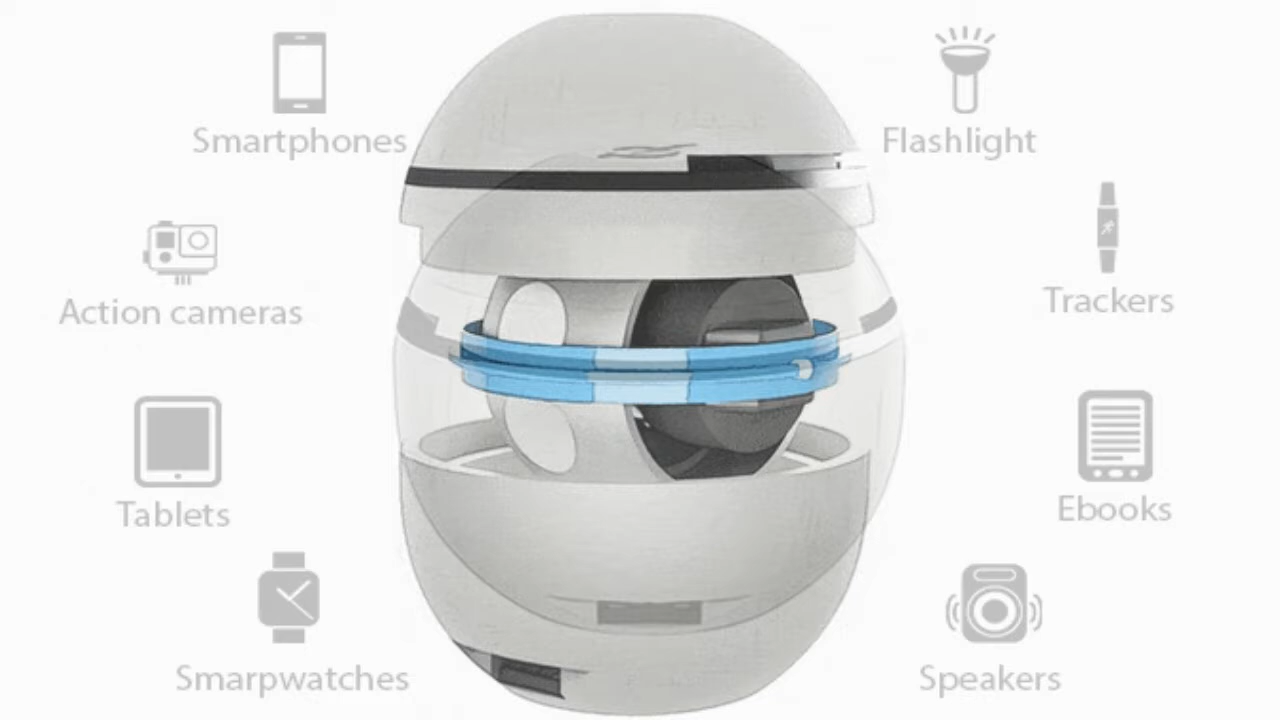 Smartphones
Flashlight
Action cameras
Trackers
Tablets
Ebooks
Smarpwatches
Speakers